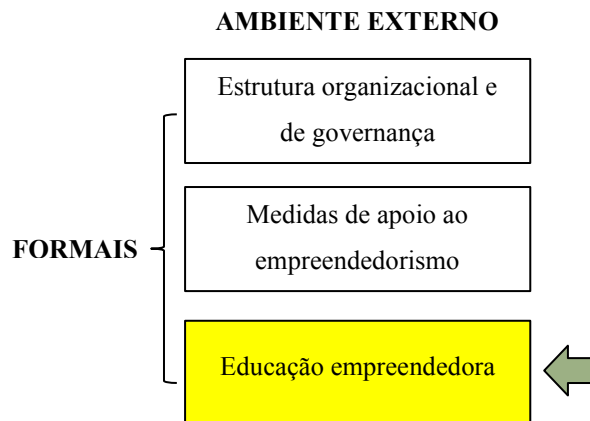 AMBIENTE EXTERNO
Estrutura organizacional e
de governança
Medidas de apoio ao
empreendedorismo
FORMAIS
Educação empreendedora